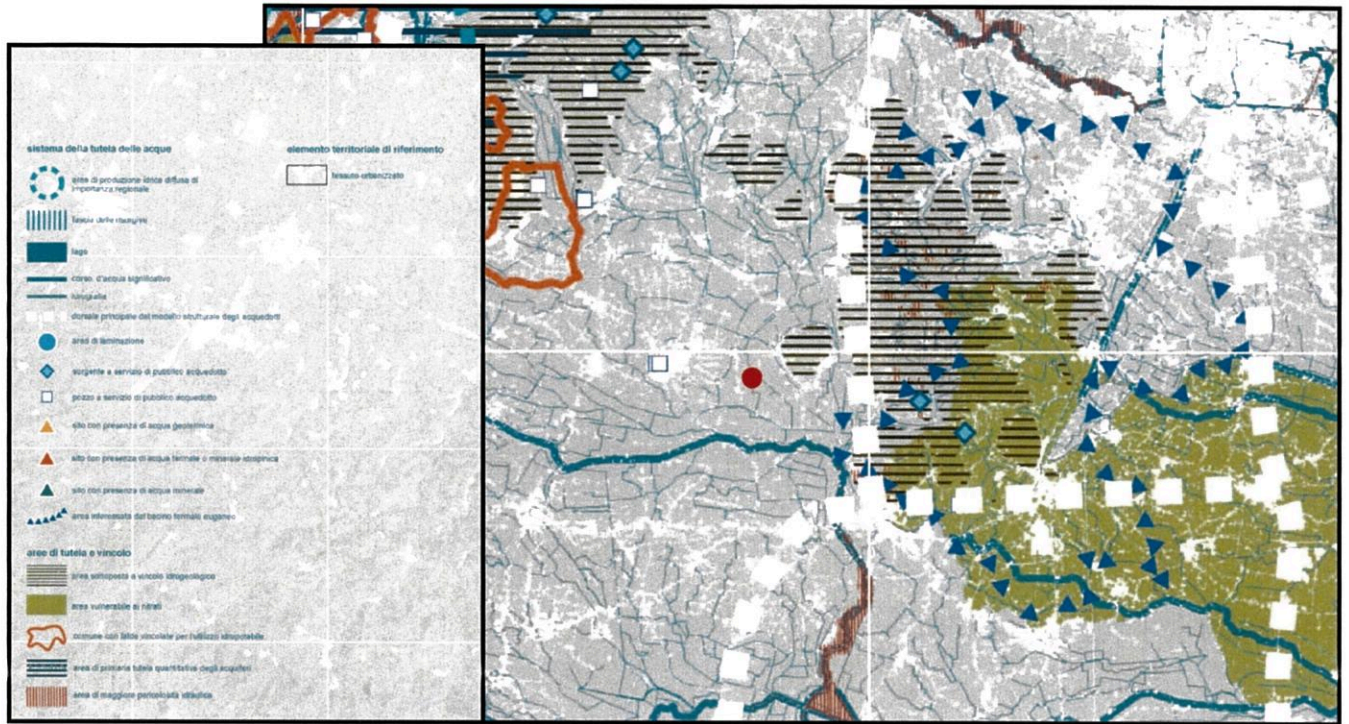 sistema della tutela delle acque
area di produzione idrica diffusa di
importanza regionale
fascia delle risorgive
lago
corso d'acqua significativo
idrografia
dorsale principale del modello strutturale degli acquedotti
area di laminazione
sorgente a servizio di pubblico acquedotto
pozzo a servizio di pubblico acquedotto
sito con presenza di acqua geotermica
sito con presenza di acqua termale o minerale-idropinica
sito con presenza di acqua minerale
area interessata dal bacino termale euganeo
aree di tutela e vincolo
area sottoposta a vincolo idrogeologico
area vulnerabile ai nitrati
comune con falde vincolate per l'utilizzo idropotabile
area di primaria tutela quantitativa degli acquiferi
area di maggiore pericolosità idraulica
elemento territoriale di riferimento
tessuto urbanizzato